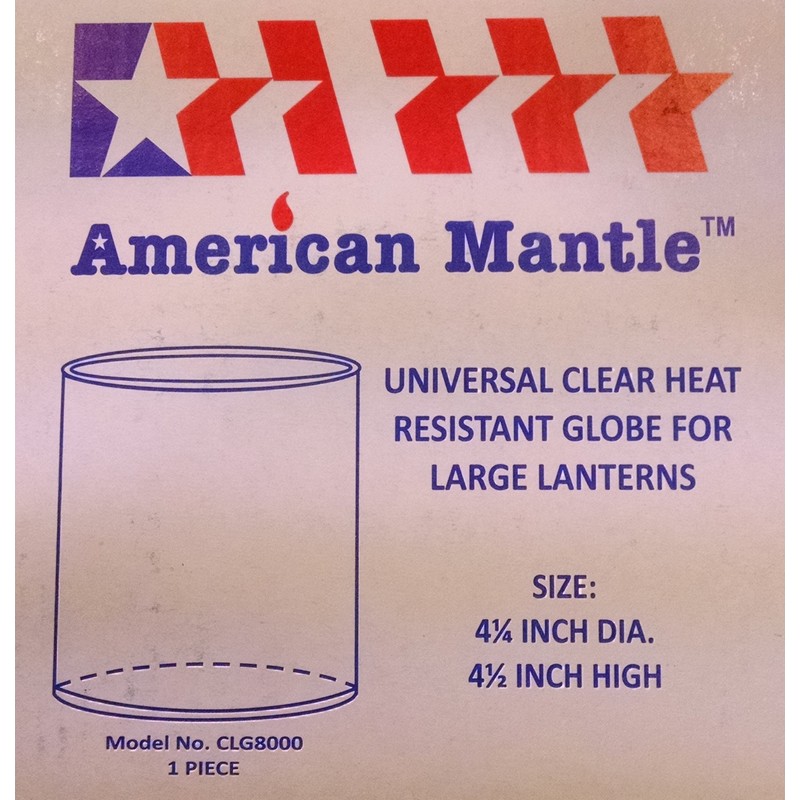 American Mantle™
UNIVERSAL CLEAR HEAT
RESISTANT GLOBE FOR
LARGE LANTERNS
SIZE:
4¼ INCH DIA.
4½ INCH HIGH
Model No. CLG8000
1 PIECE